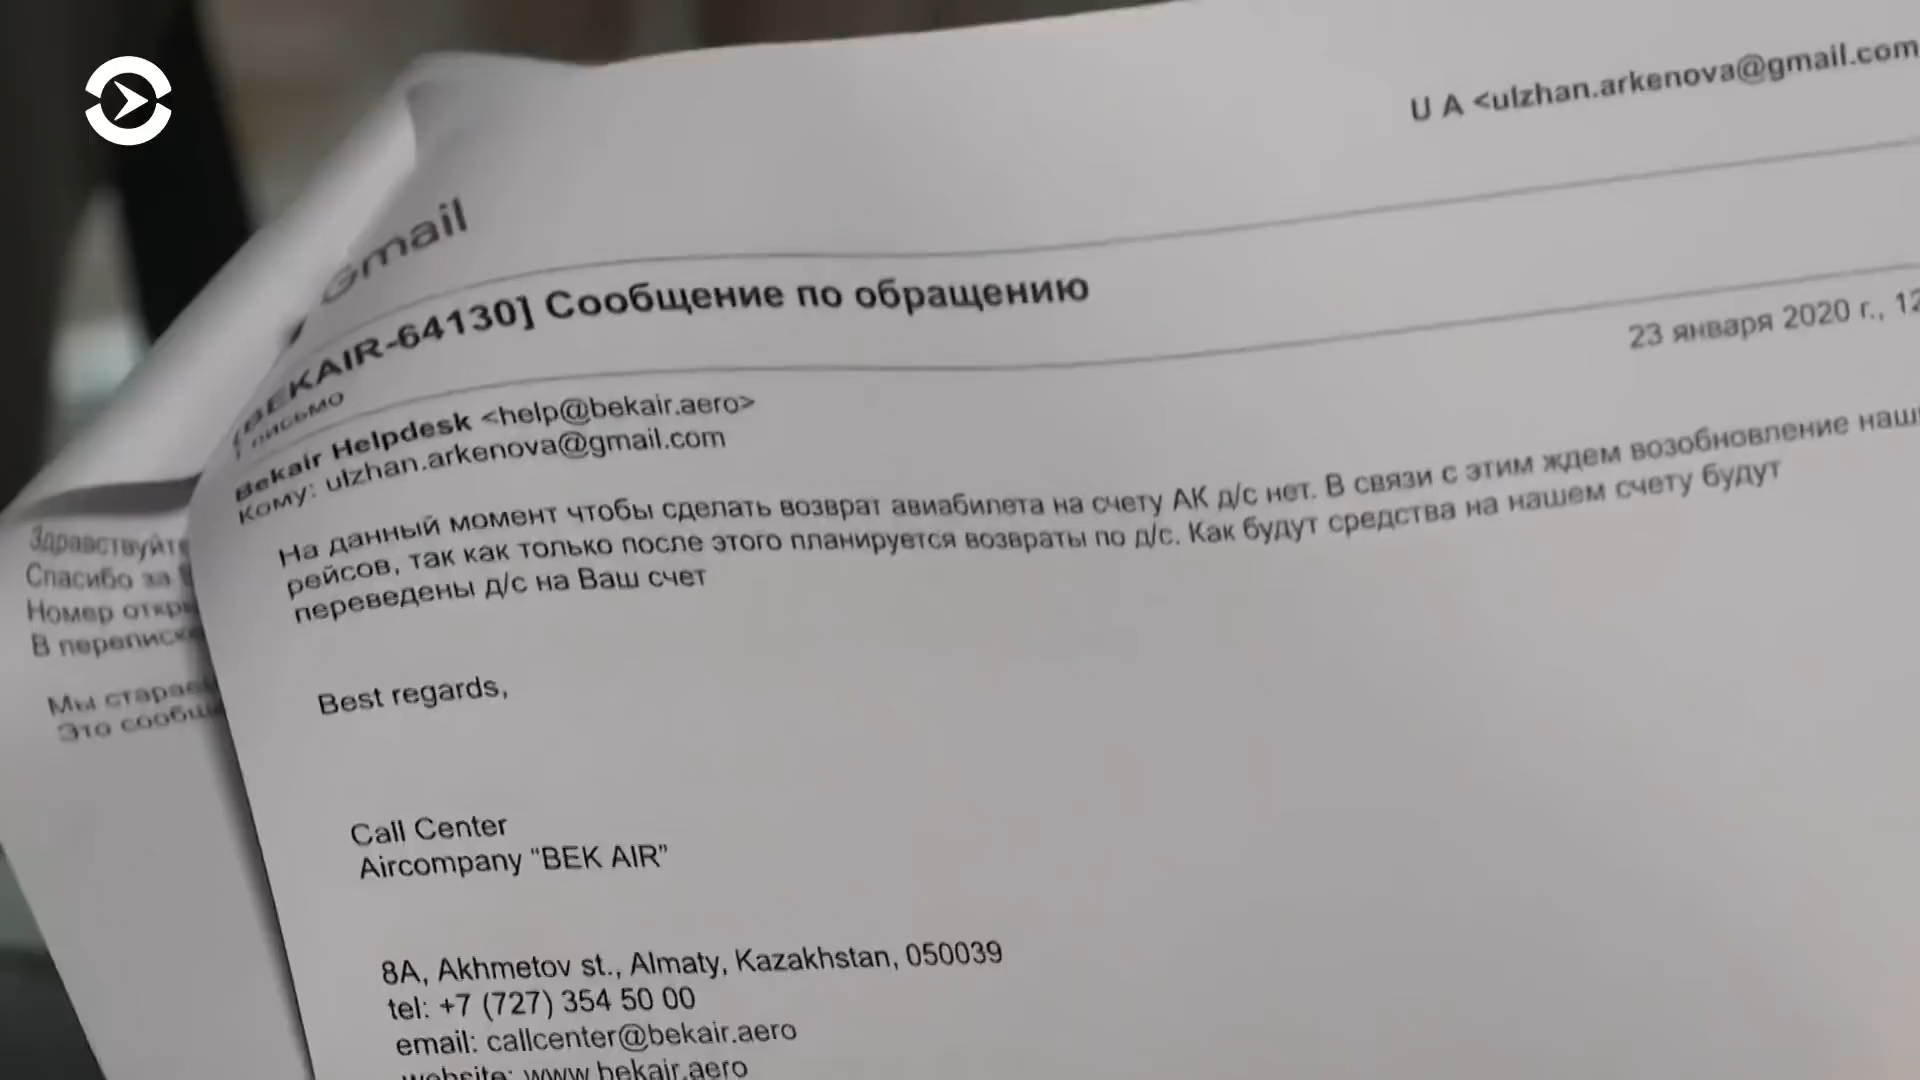 U A <ulzhan.arkenova@gmail.com
Gmail
[BEKAIR-64130] Сообщение по обращению
письмо
23 января 2020 г., 12
Bekair Helpdesk <help@bekair.aero>
Кому: ulzhan.arkenova@gmail.com
На данный момент чтобы сделать возврат авиабилета на счету АК д/с нет. В связи с этим ждем возобновление наш
рейсов, так как только после этого планируется возвраты по д/с. Как будут средства на нашем счету будут
переведены д/с на Ваш счет
Best regards,
Call Center
Aircompany “BEK AIR”
8A, Akhmetov st., Almaty, Kazakhstan, 050039
tel: +7 (727) 354 50 00
email: callcenter@bekair.aero
website: www.bekair.aero
Здравствуйте
Спасибо за
Номер откры
В переписке
Мы стараем
Это сообщ